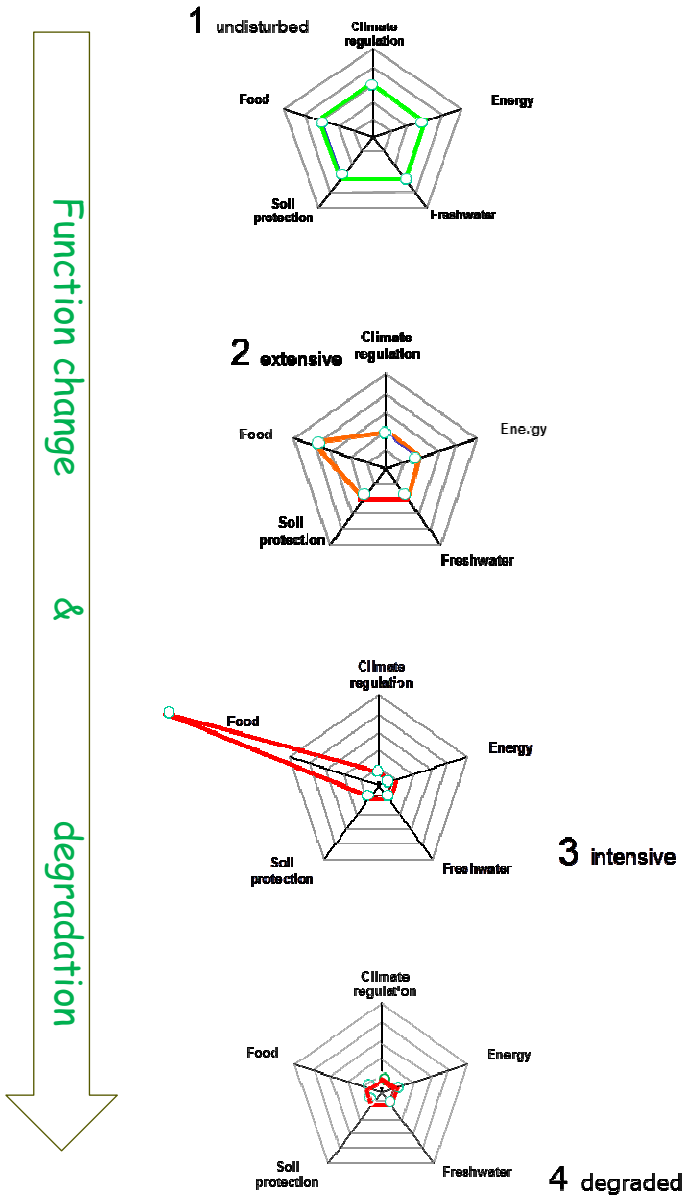 Function change
&
degradation
1 undisturbed
Climate
regulation
Food
Energy
Soil
protection
Freshwater
2 extensive
Climate
regulation
Food
Energy
Soil
protection
Freshwater
Climate
regulation
Food
Energy
Soil
protection
Freshwater
3 intensive
Climate
regulation
Food
Energy
Soil
protection
Freshwater
4 degraded